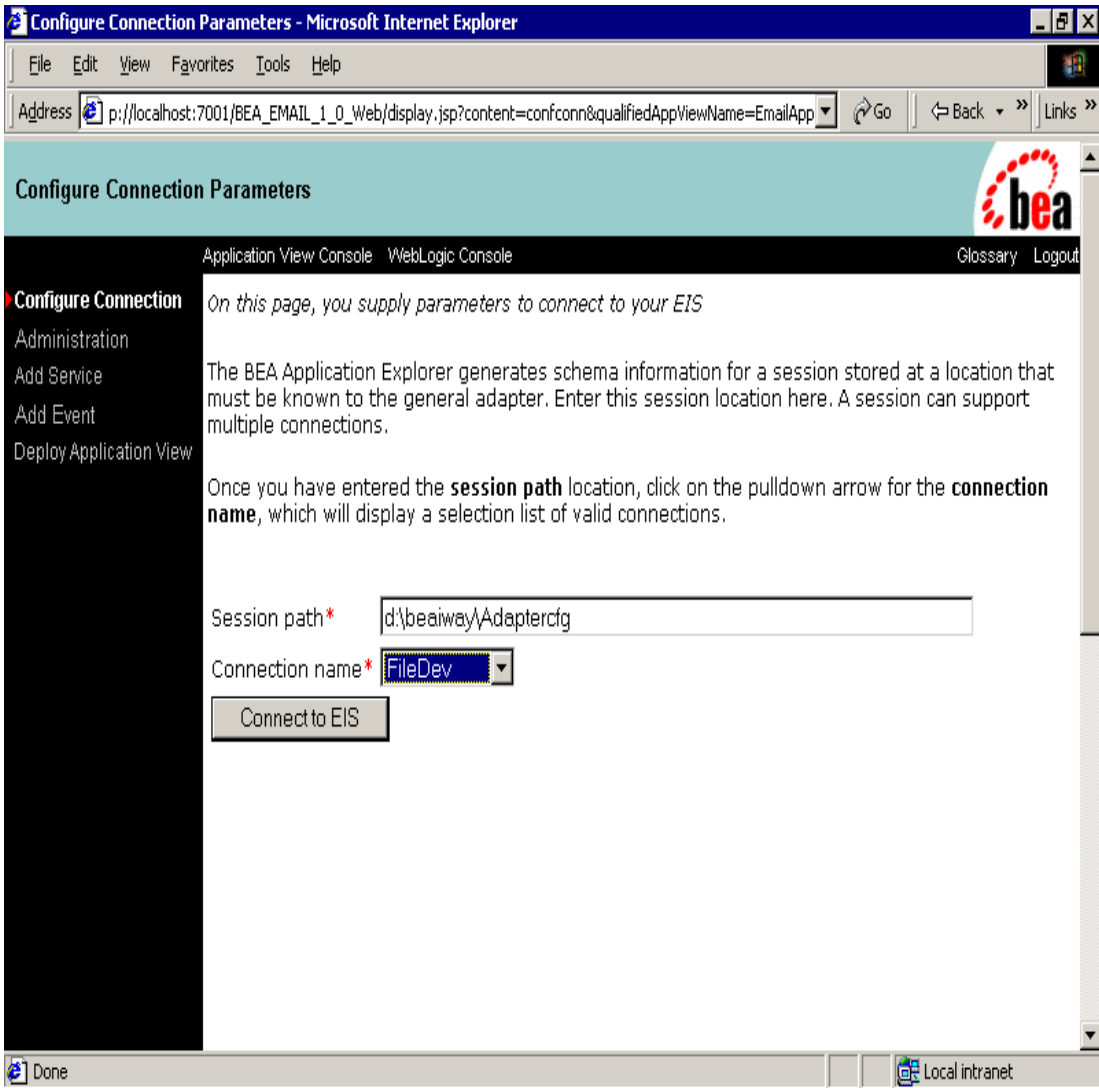 Configure Connection Parameters - Microsoft Internet Explorer
File Edit View Favorites Tools Help
Address p://localhost:7001/BEA_EMAIL_1_0_Web/display.jsp?content=confconn&qualifiedAppViewName=EmailApp Go Back » Links »
Configure Connection Parameters
bea
Application View Console WebLogic Console Glossary Logout
Configure Connection
Administration
Add Service
Add Event
Deploy Application View
On this page, you supply parameters to connect to your EIS
The BEA Application Explorer generates schema information for a session stored at a location that
must be known to the general adapter. Enter this session location here. A session can support
multiple connections.
Once you have entered the session path location, click on the pulldown arrow for the connection
name, which will display a selection list of valid connections.
Session path* d:\beaiway\Adaptercfg
Connection name* FileDev
Connect to EIS
Done Local intranet